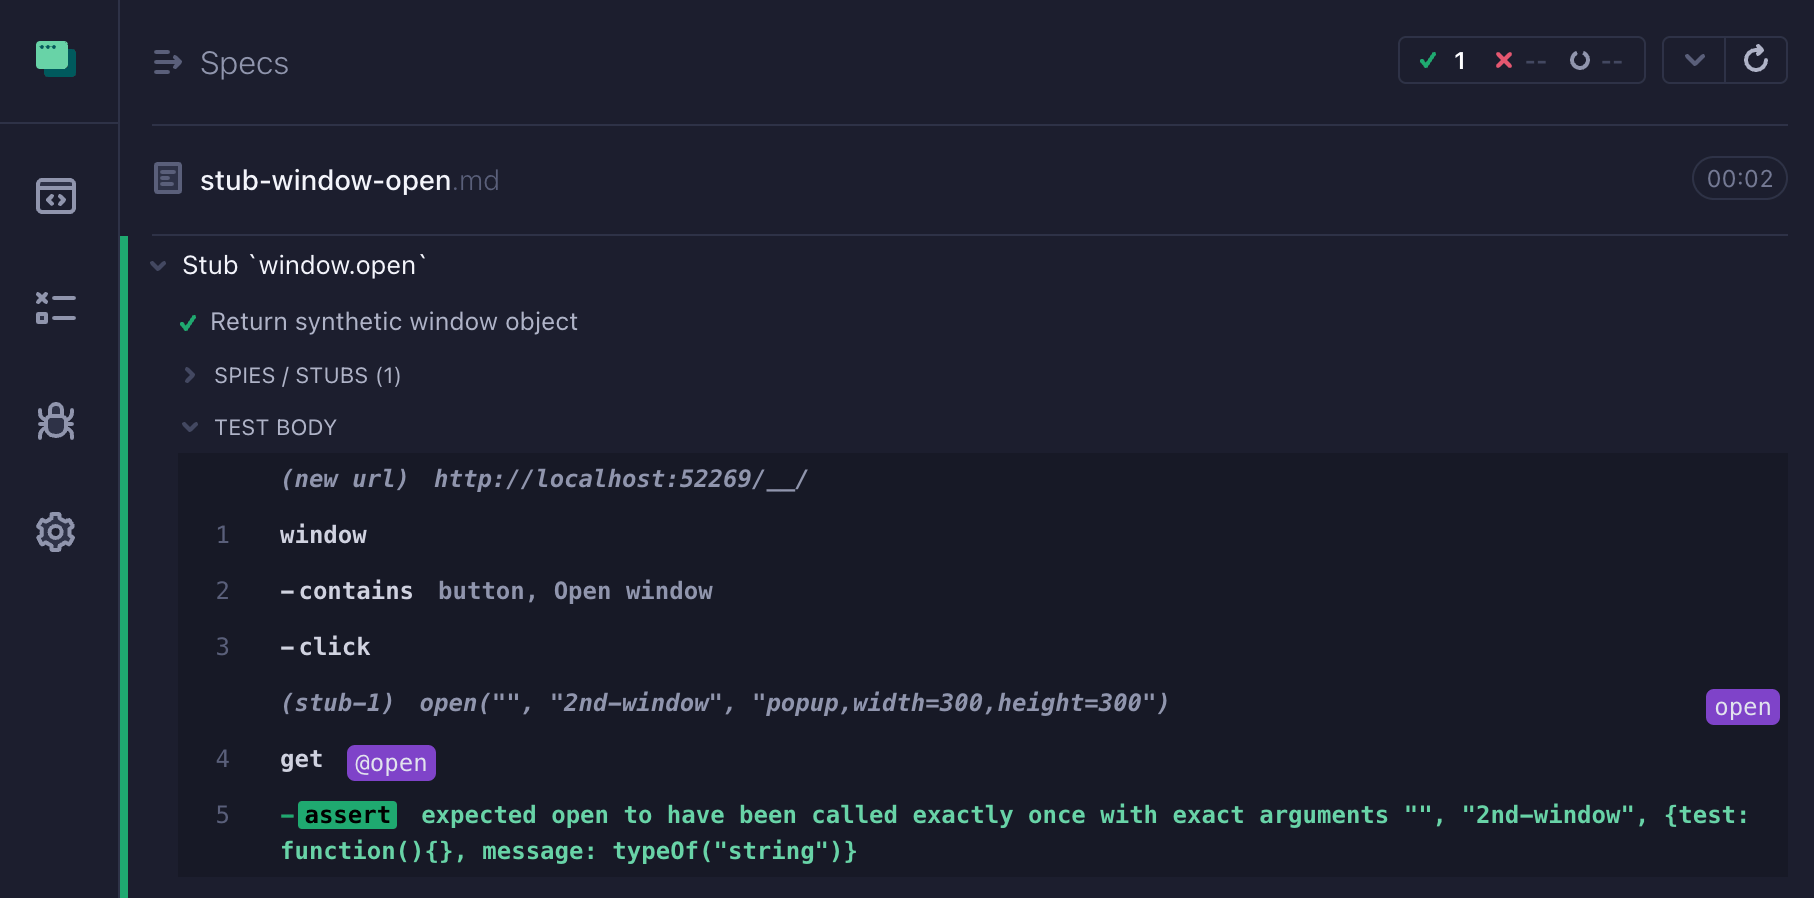 Specs
1 -- --
stub-window-open.md
00:02
Stub `window.open`
Return synthetic window object
SPIES / STUBS (1)
TEST BODY
(new url) http://localhost:52269/__/
1 window
2 -contains button, Open window
3 -click
(stub-1) open("", "2nd-window", "popup,width=300,height=300") open
4 get @open
5 -assert expected open to have been called exactly once with exact arguments "", "2nd-window", {test:
function(){}, message: typeOf("string")}